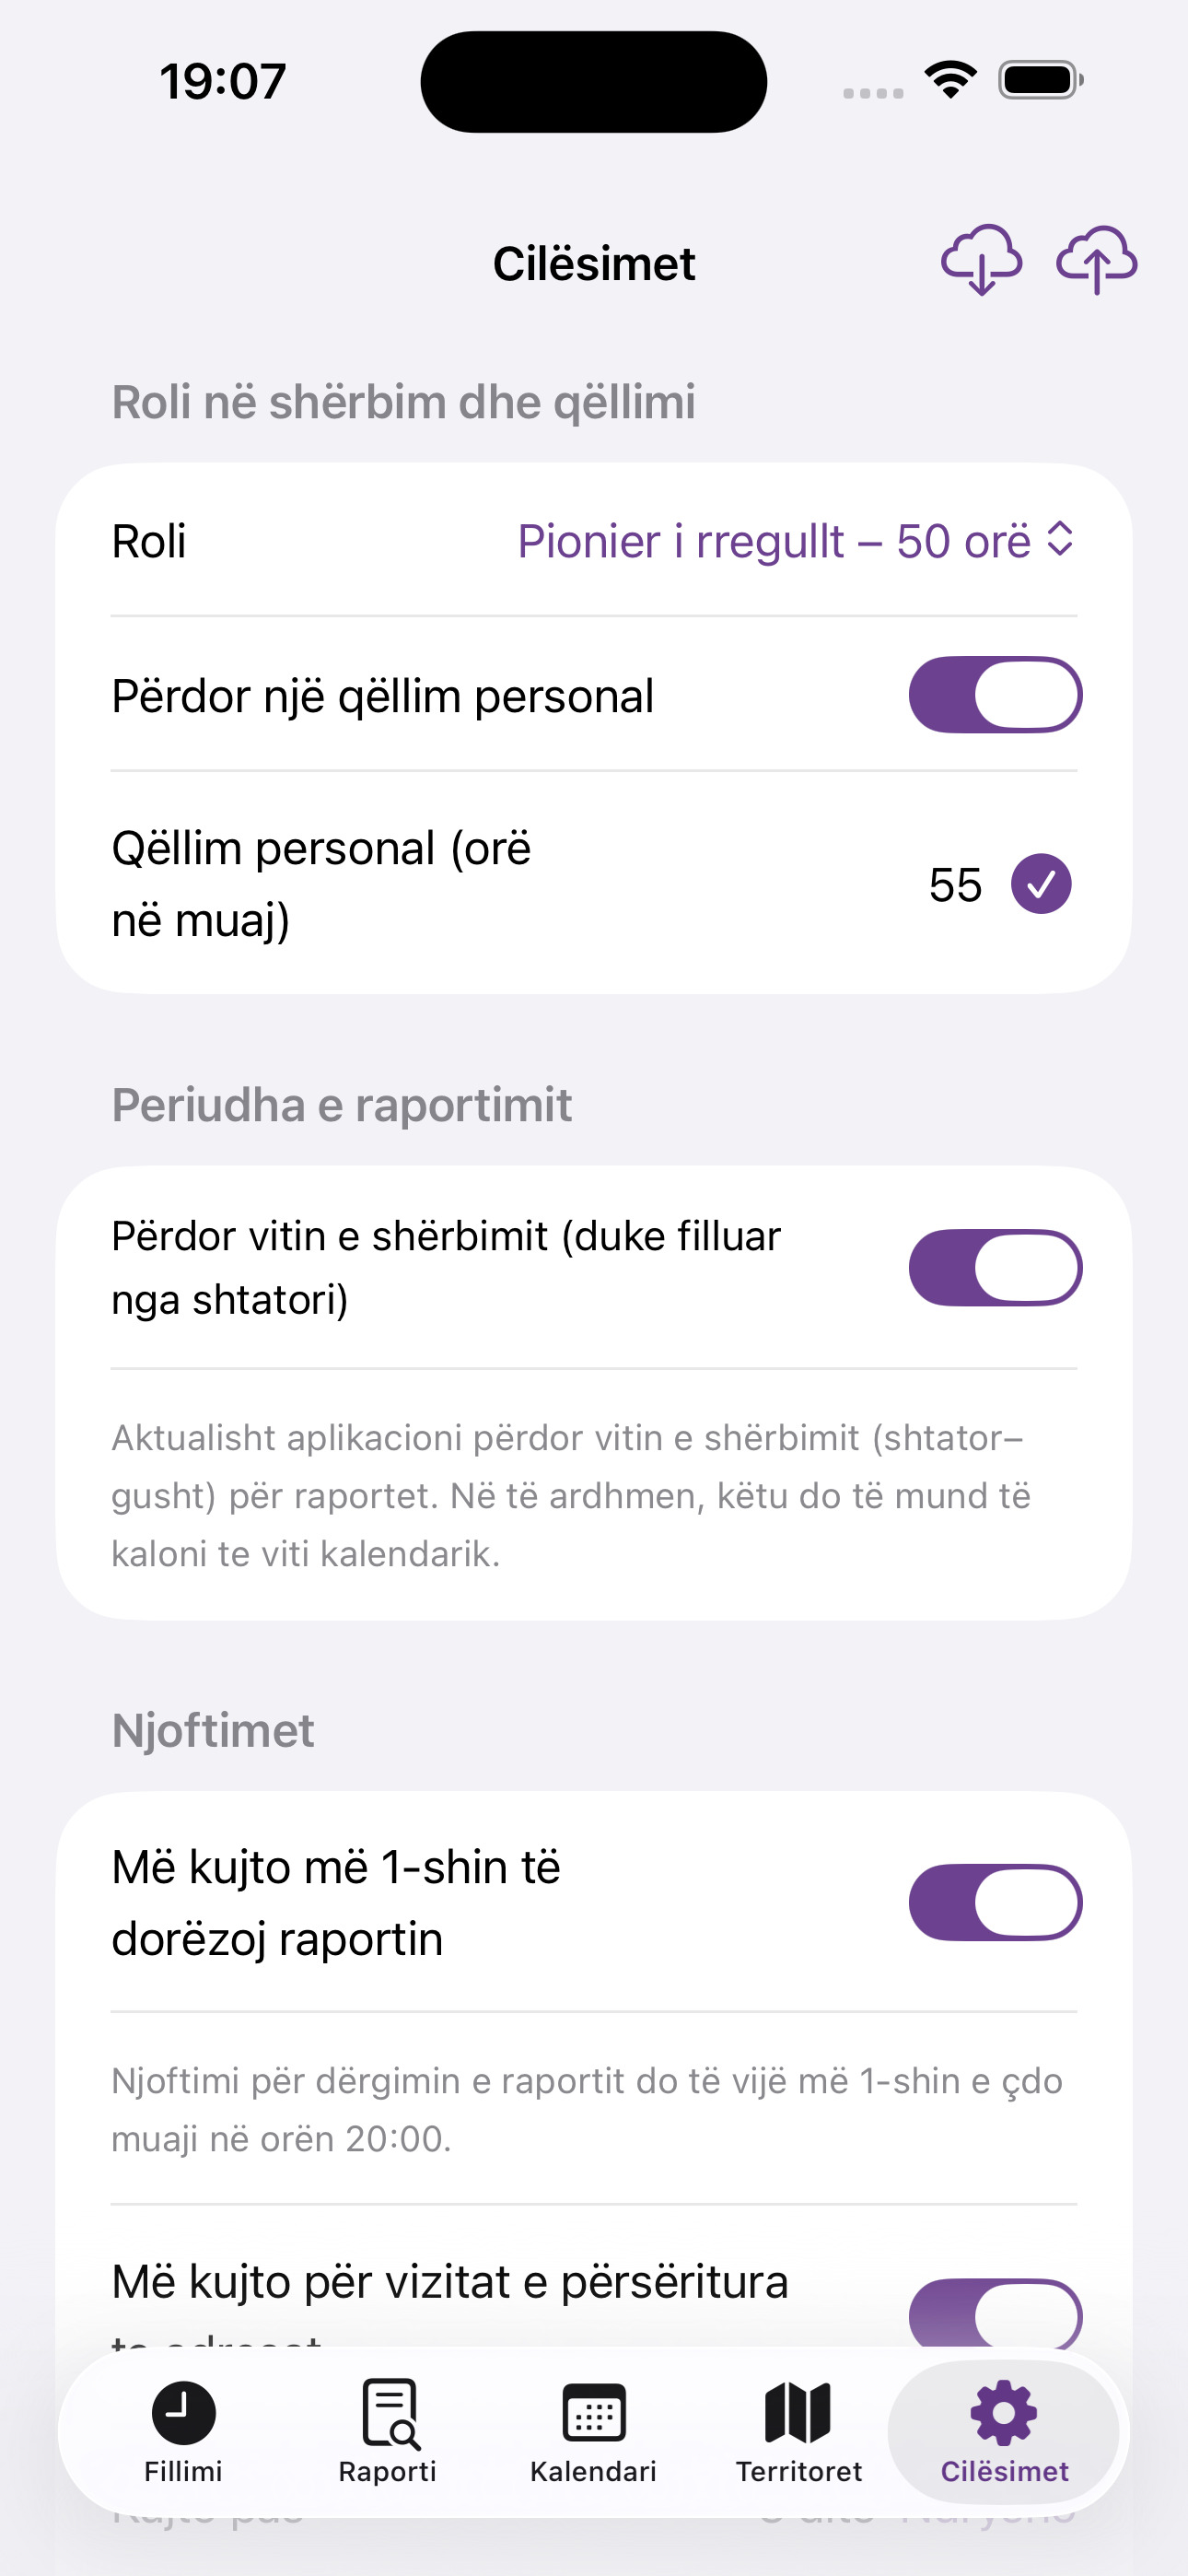 19:07
Cilësimet
Roli në shërbim dhe qëllimi
Roli
Pionier i rregullt – 50 orë
Përdor një qëllim personal
Qëllim personal (orë
në muaj)
55
Periudha e raportimit
Përdor vitin e shërbimit (duke filluar
nga shtatori)
Aktualisht aplikacioni përdor vitin e shërbimit (shtator–
gusht) për raportet. Në të ardhmen, këtu do të mund të
kaloni te viti kalendarik.
Njoftimet
Më kujto më 1-shin të
dorëzoj raportin
Njoftimi për dërgimin e raportit do të vijë më 1-shin e çdo
muaji në orën 20:00.
Më kujto për vizitat e përsëritura
Fillimi
Raporti
Kalendari
Territoret
Cilësimet